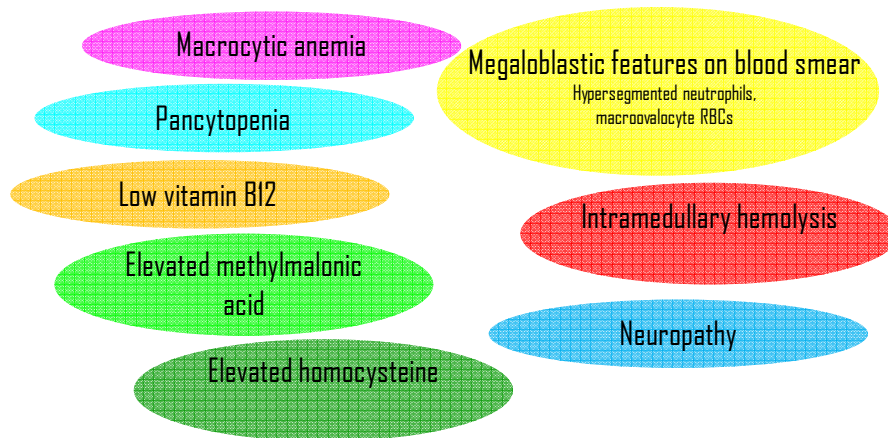 Macrocytic anemia
Pancytopenia
Low vitamin B12
Elevated methylmalonic
acid
Elevated homocysteine
Megaloblastic features on blood smear
Hypersegmented neutrophils,
macroovalocyte RBCs
Intramedullary hemolysis
Neuropathy